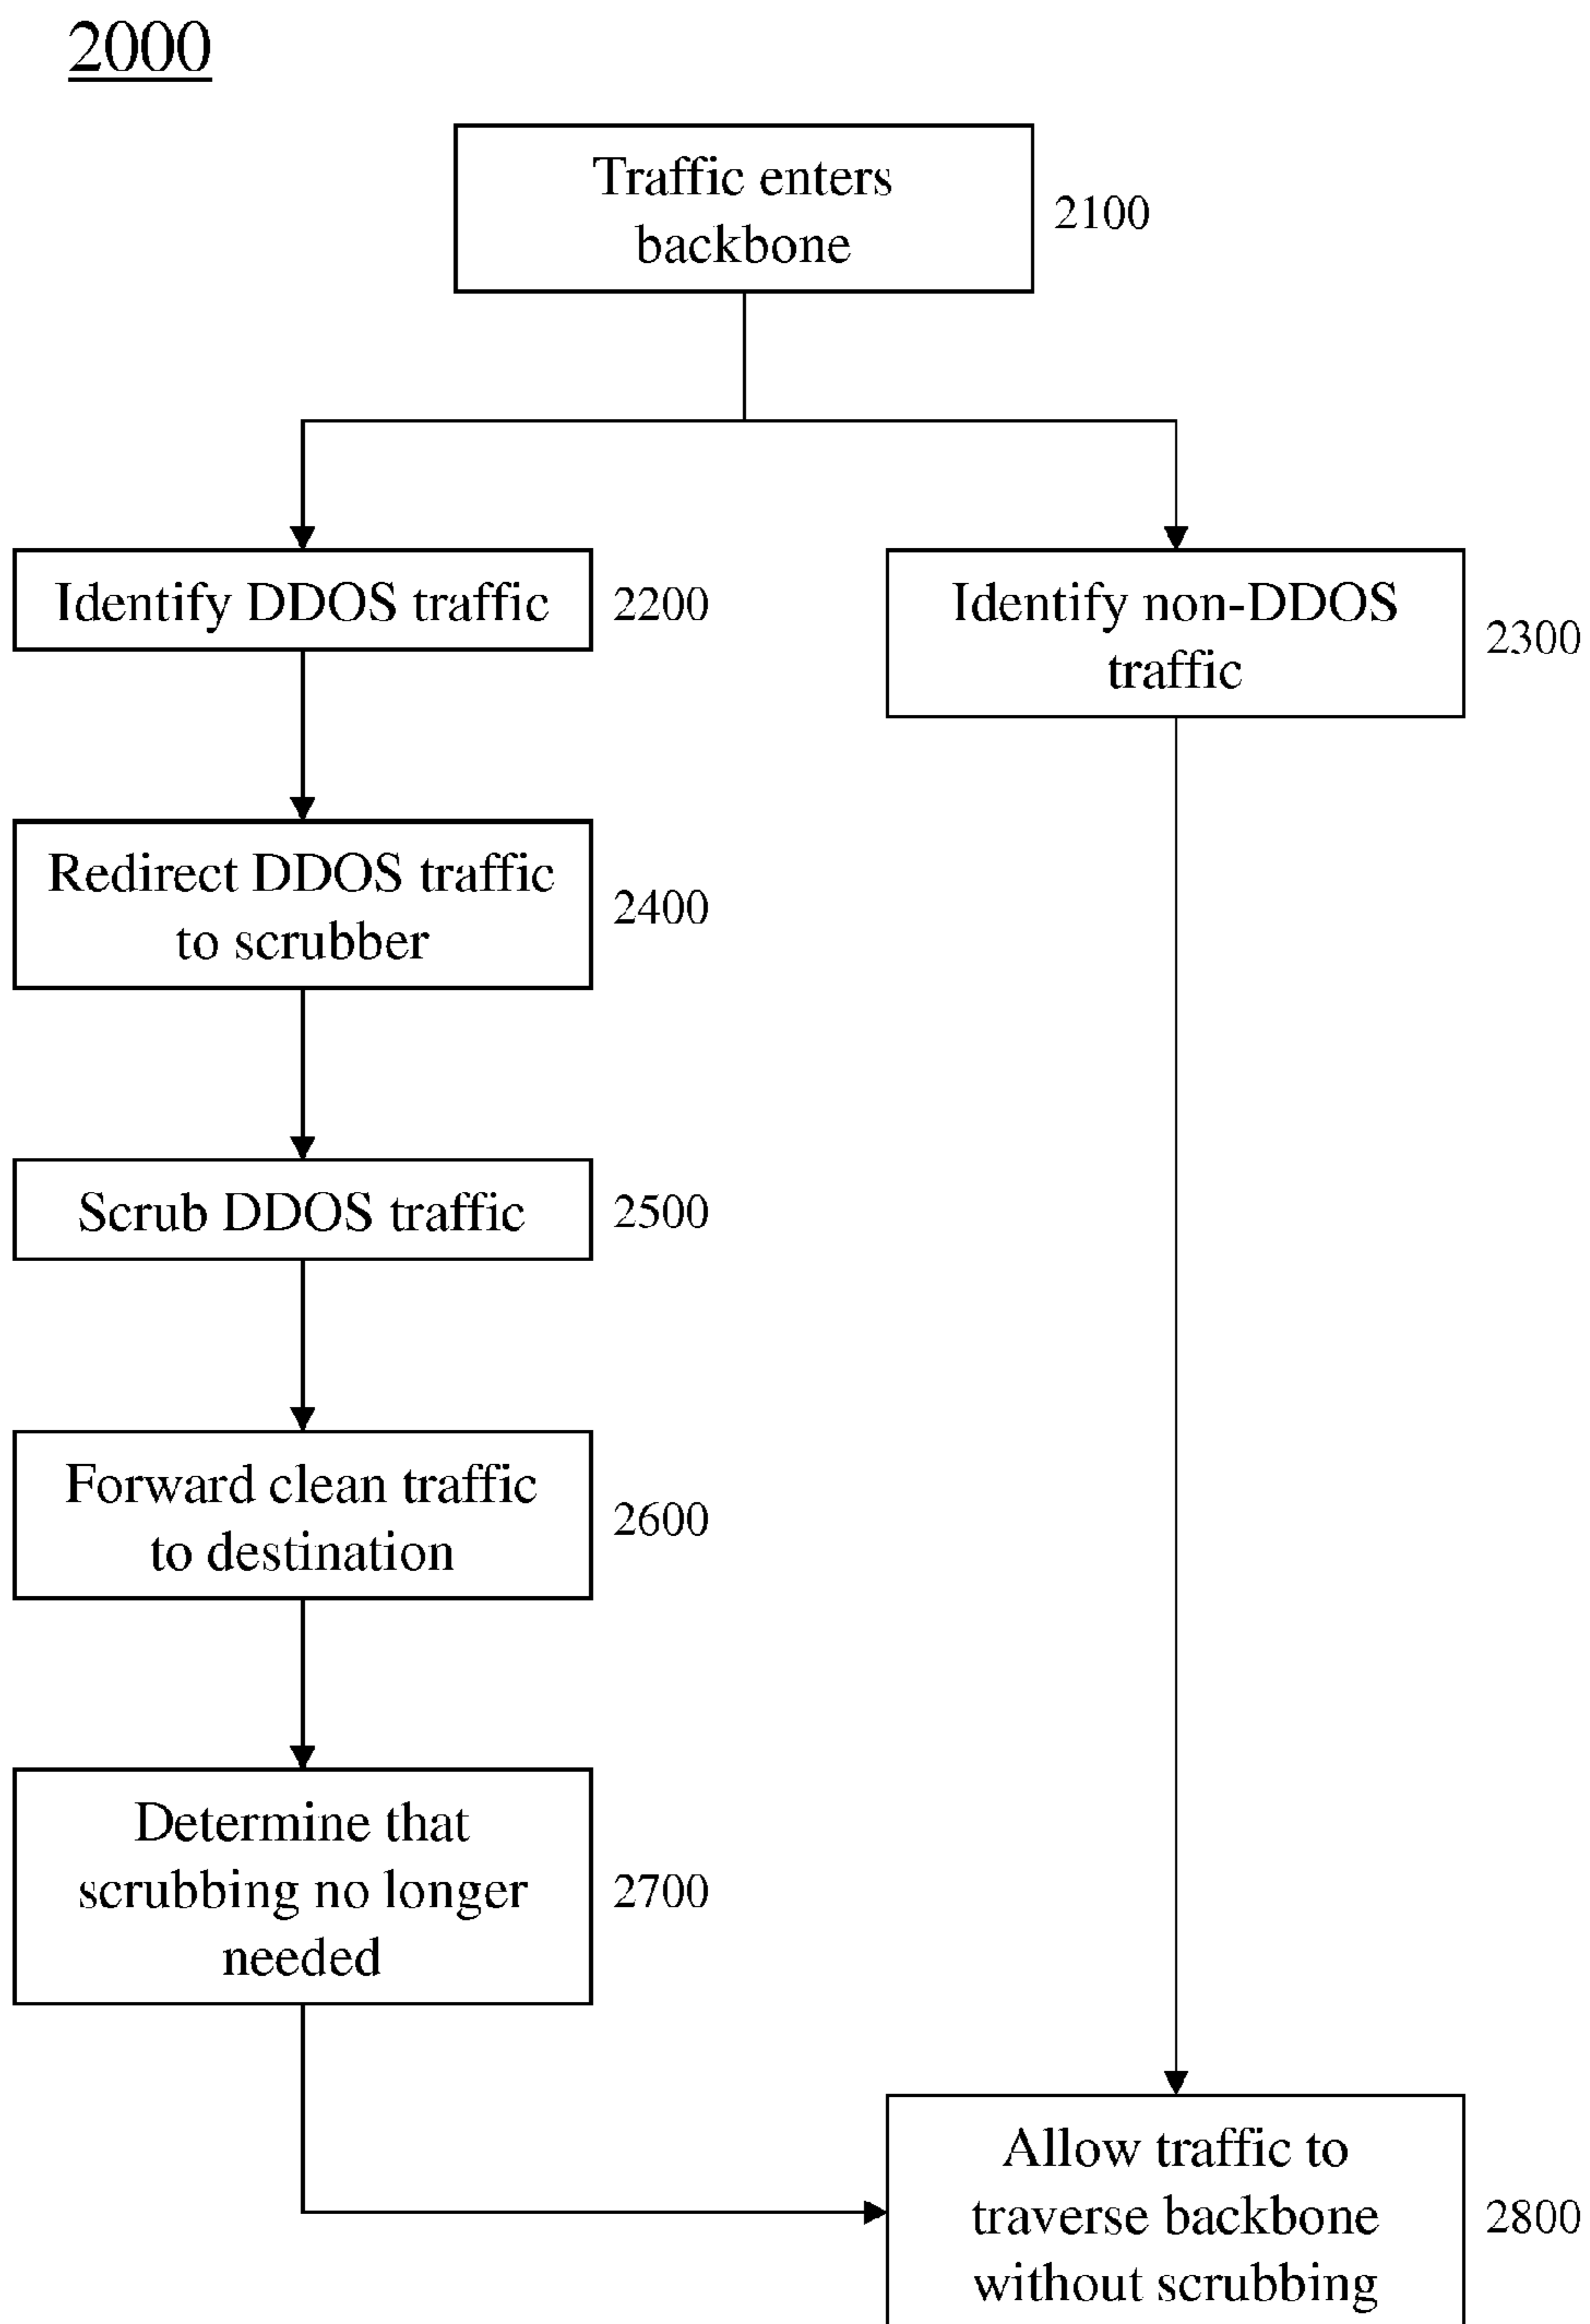 2000
Traffic enters
backbone
2100
Identify DDOS traffic
2200
Identify non-DDOS
traffic
2300
Redirect DDOS traffic
to scrubber
2400
Scrub DDOS traffic
2500
Forward clean traffic
to destination
2600
Determine that
scrubbing no longer
needed
2700
Allow traffic to
traverse backbone
without scrubbing
2800